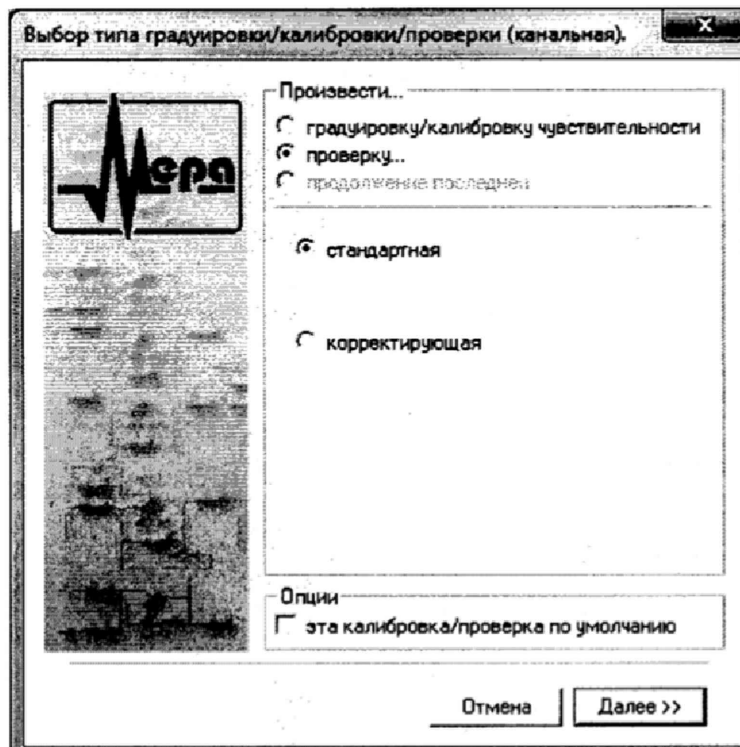 Выбор типа градуировки/калибровки/проверки (канальная).
Мера
Произвести...
градуировку/калибровку чувствительности
проверку...
продолжение последней
стандартная
корректирующая
Опции
эта калибровка/проверка по умолчанию
Отмена
Далее >>